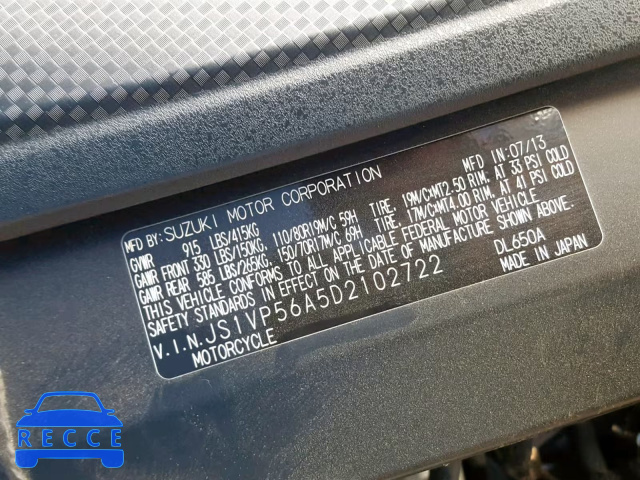 MFD BY:SUZUKI MOTOR CORPORATION MFD IN:07/13
GVWR 915 LBS/415KG
GAWR FRONT 330 LBS/150KG, 110/80R19M/C 59H TIRE 19M/C×MT2.50 RIM. AT 33 PSI COLD
GAWR REAR 585 LBS/265KG, 150/70R17M/C 69H TIRE 17M/C×MT4.00 RIM. AT 41 PSI COLD
THIS VEHICLE CONFORMS TO ALL APPLICABLE FEDERAL MOTOR VEHICLE
SAFETY STANDARDS IN EFFECT ON THE DATE OF MANUFACTURE SHOWN ABOVE.
V.I.N.JS1VP56A5D2102722 DL650A
MOTORCYCLE MADE IN JAPAN
RECCE